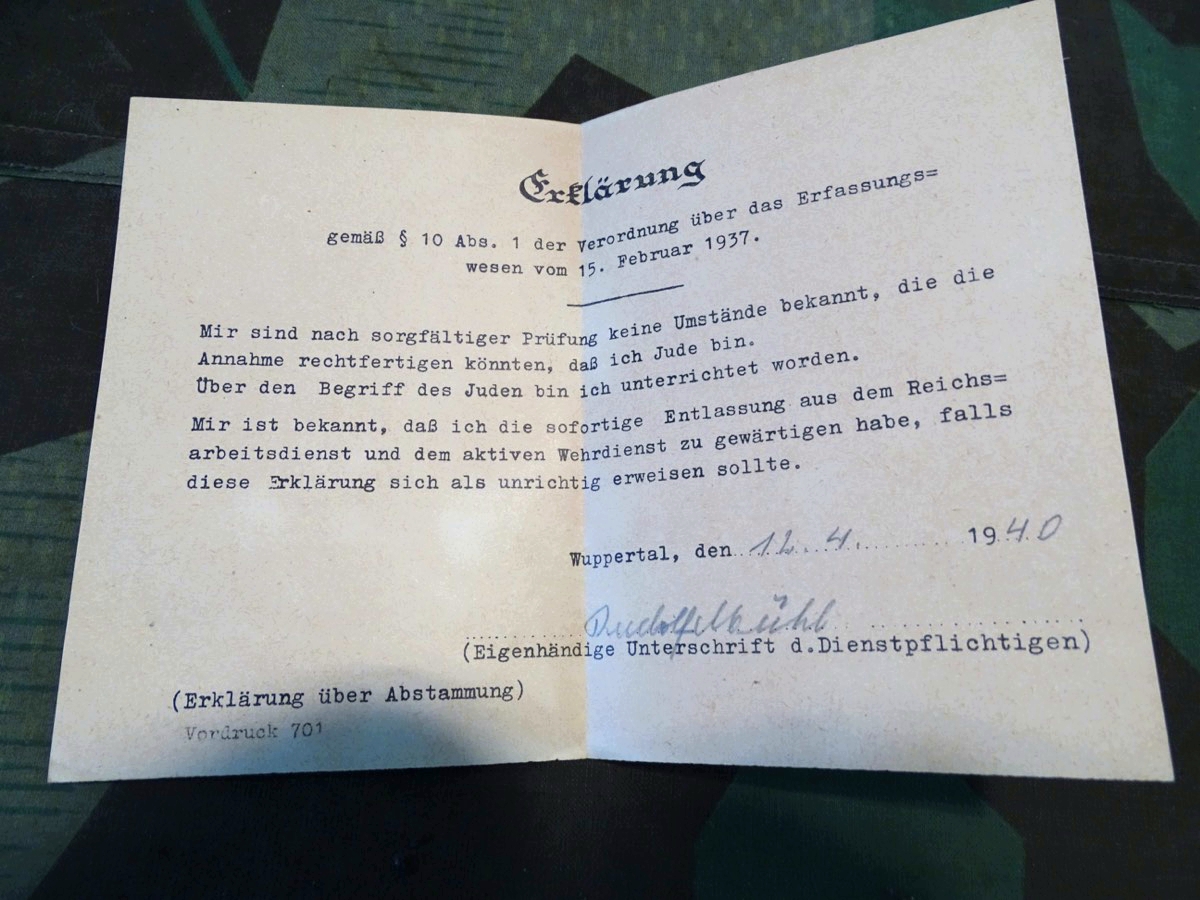 Erklärung
gemäß § 10 Abs. 1 der Verordnung über das Erfassungs=
wesen vom 15. Februar 1937.
Mir sind nach sorgfältiger Prüfung keine Umstände bekannt, die die
Annahme rechtfertigen könnten, daß ich Jude bin.
Über den Begriff des Juden bin ich unterrichtet worden.
Mir ist bekannt, daß ich die sofortige Entlassung aus dem Reichs=
arbeitsdienst und dem aktiven Wehrdienst zu gewärtigen habe, falls
diese Erklärung sich als unrichtig erweisen sollte.
Wuppertal, den 12. 4. 1940
Rudolf
(Eigenhändige Unterschrift d.Dienstpflichtigen)
(Erklärung über Abstammung)
Vordruck 701